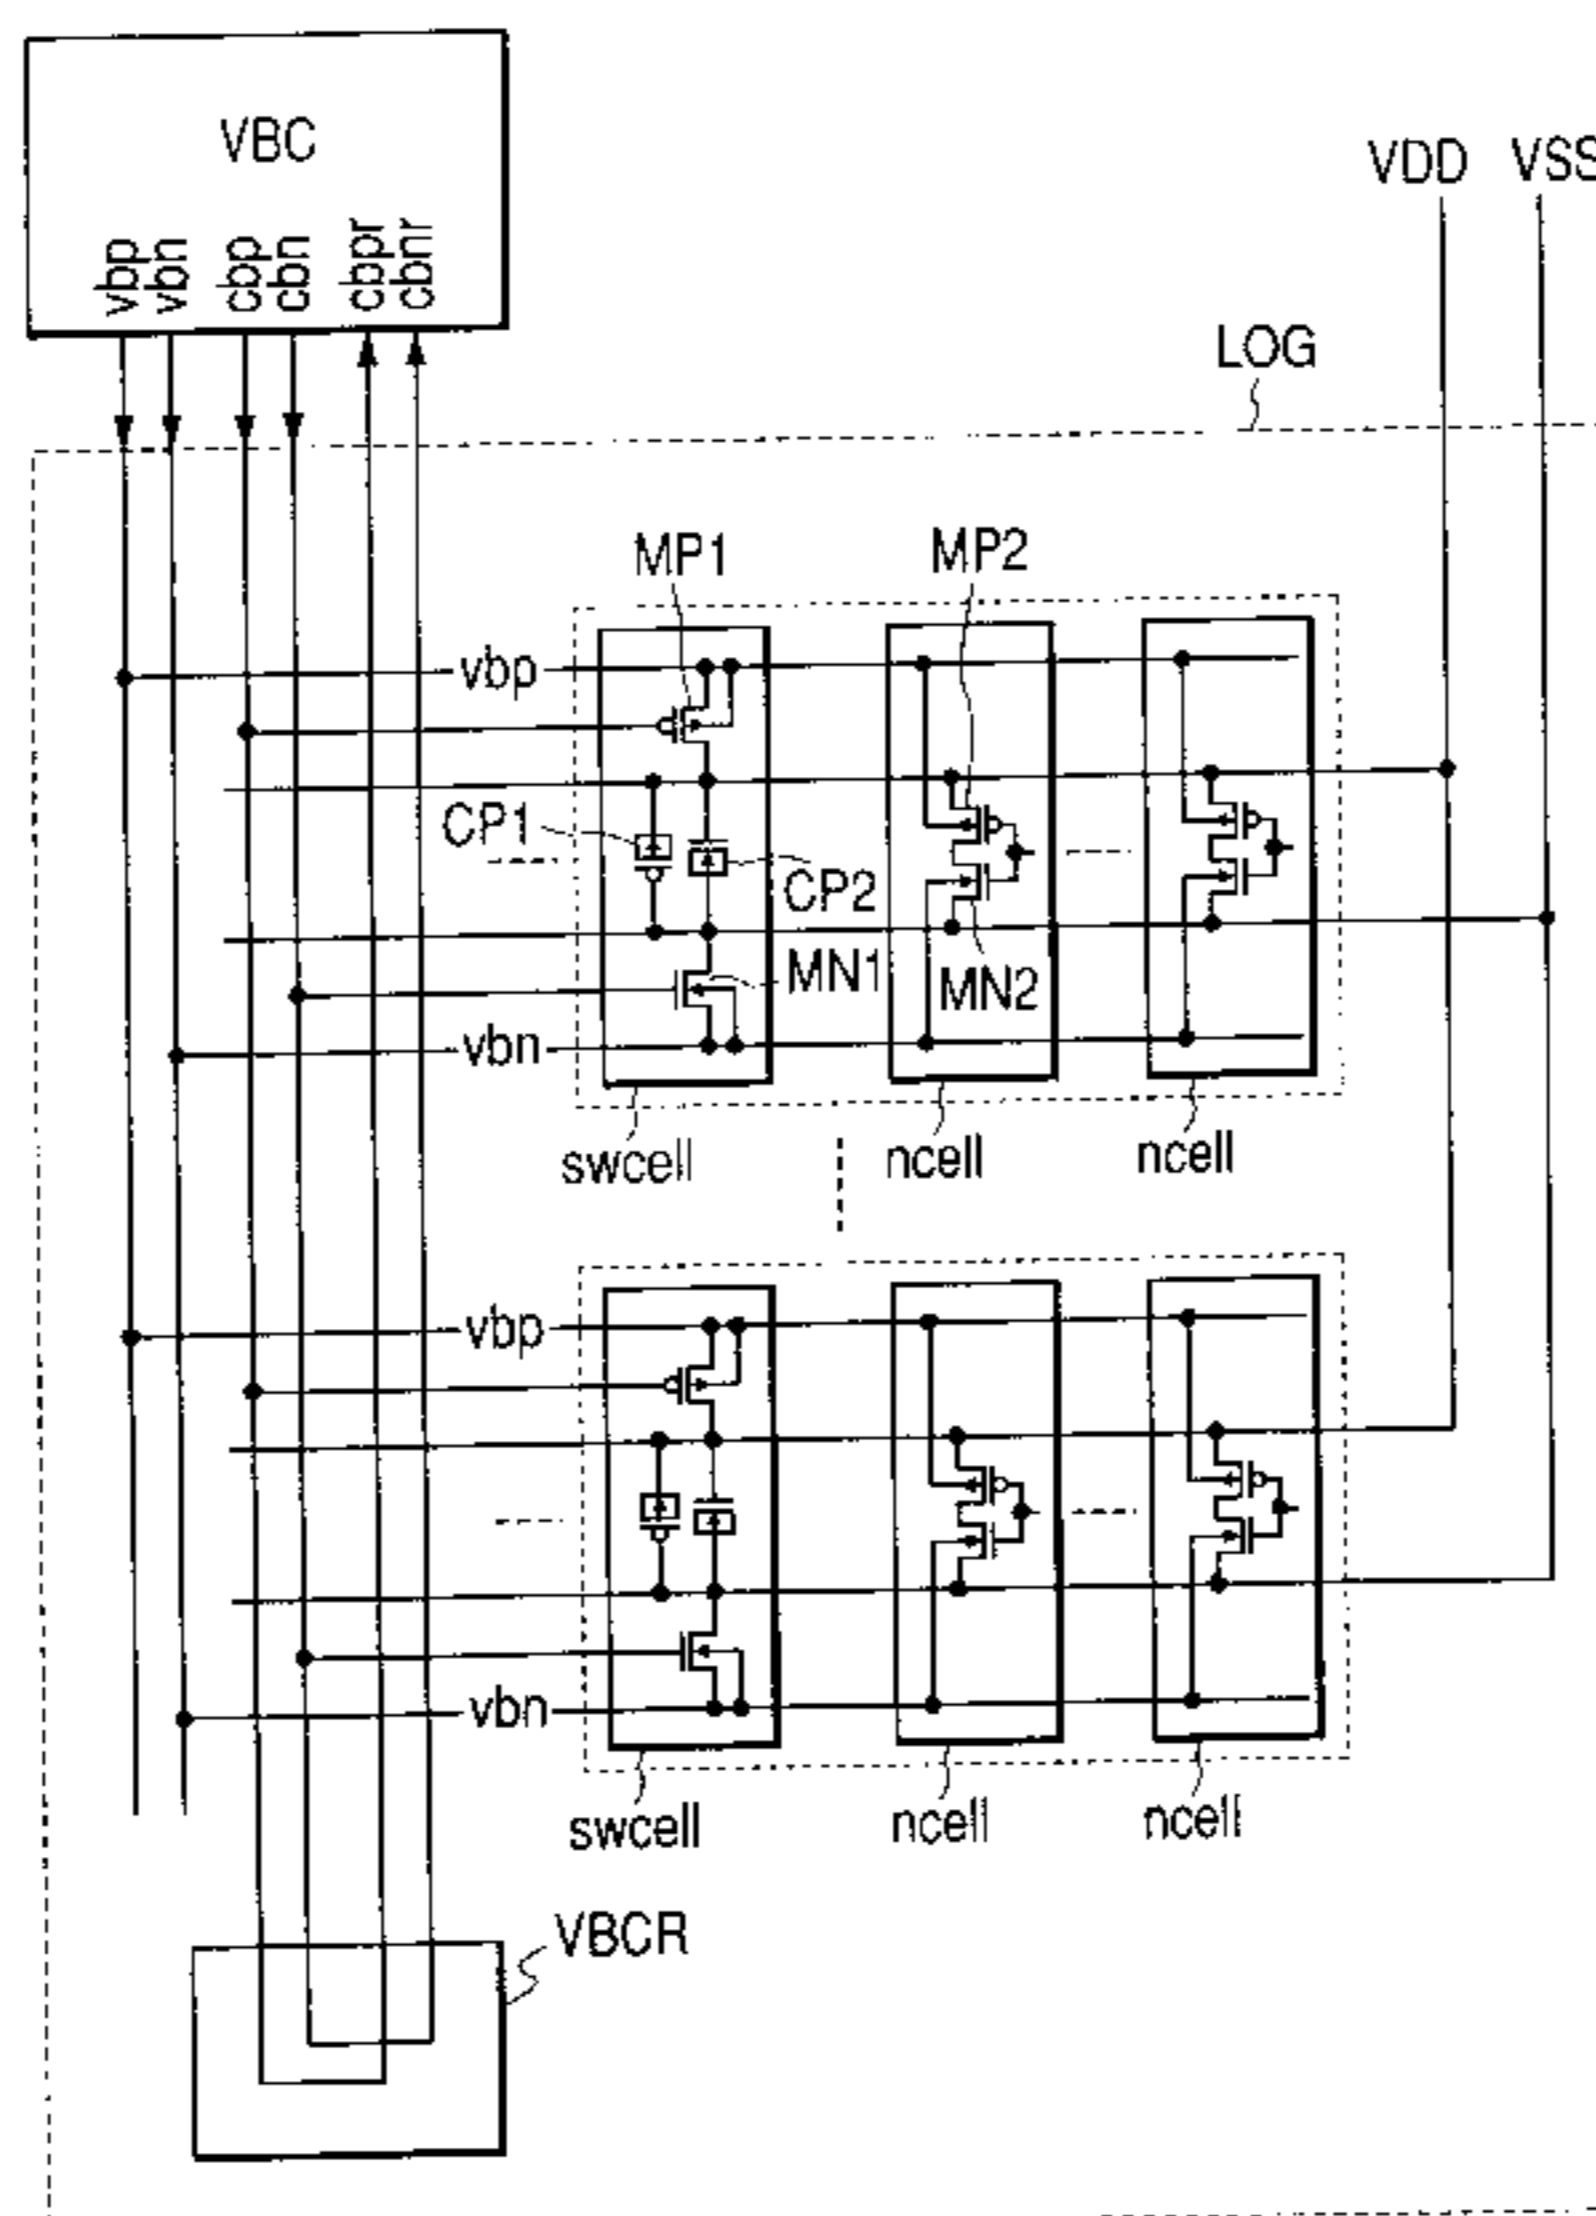 VBC
vbp
vbn
cbp
cbn
cbpr
cbnr
VDD
VSS
LOG
MP1
MP2
vbp
CP1
CP2
MN1
MN2
vbn
swcell
ncell
ncell
vbp
vbn
swcell
ncell
ncell
VBCR